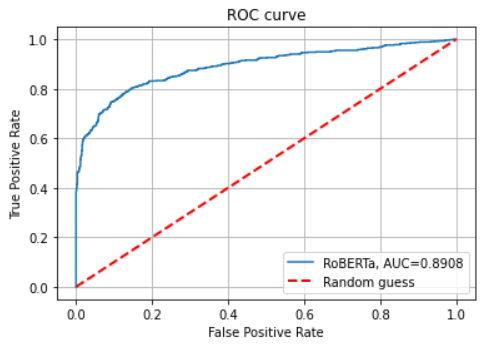 ROC curve
1.0
0.8
0.6
0.4
0.2
0.0
True Positive Rate
RoBERTa, AUC=0.8908
Random guess
0.0 0.2 0.4 0.6 0.8 1.0
False Positive Rate